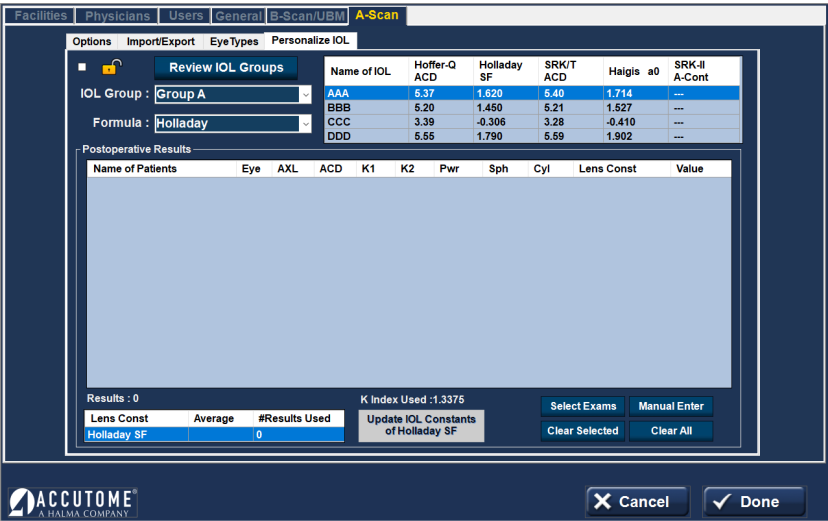 Facilities Physicians Users General B-Scan/UBM A-Scan
Options Import/Export Eye Types Personalize IOL
Review IOL Groups
IOL Group : Group A
Formula : Holladay
Name of IOL Hoffer-Q ACD Holladay SF SRK/T ACD Haigis a0 SRK-II A-Cont
AAA 5.37 1.620 5.40 1.714 ---
BBB 5.20 1.450 5.21 1.527 ---
CCC 3.39 -0.306 3.28 -0.410 ---
DDD 5.55 1.790 5.59 1.902 ---
Postoperative Results
Name of Patients Eye AXL ACD K1 K2 Pwr Sph Cyl Lens Const Value
Results : 0
K Index Used :1.3375
Lens Const Average #Results Used
Holladay SF 0
Update IOL Constants
of Holladay SF
Select Exams Manual Enter
Clear Selected Clear All
ACCUTOME®
A HALMA COMPANY
Cancel Done